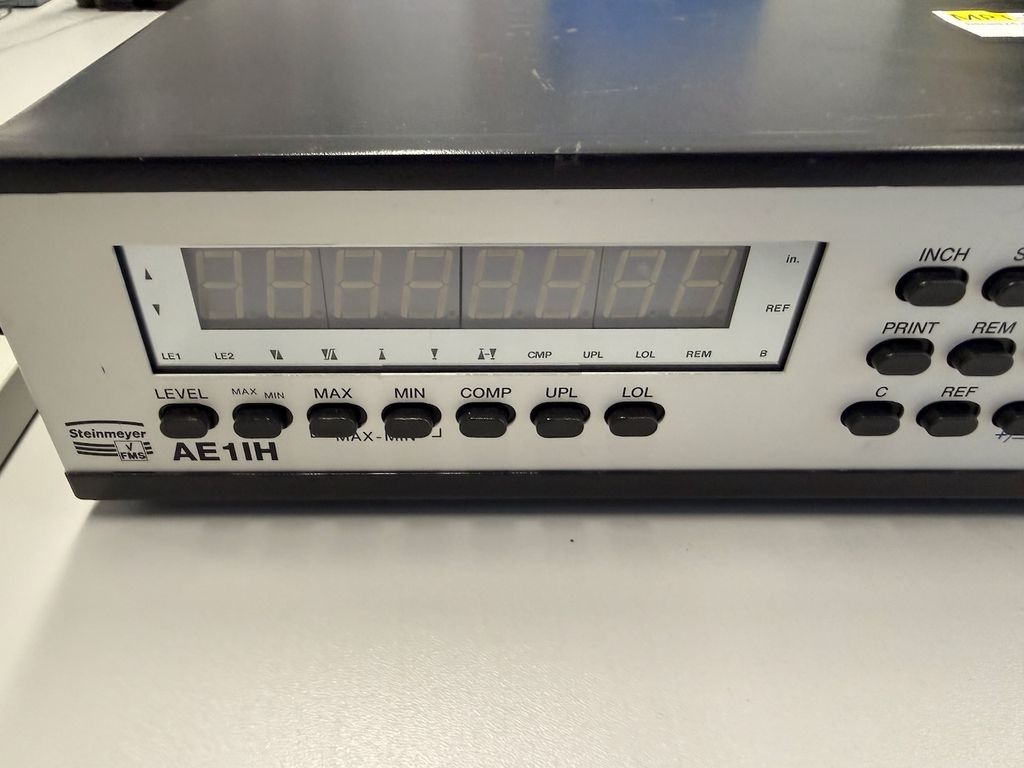 in.
REF
LE1 LE2 CMP UPL LOL REM B
LEVEL MAX MIN MAX MIN COMP UPL LOL
MAX-MIN
Steinmeyer
FMS
AE1IH
INCH
PRINT REM
C REF
+/-